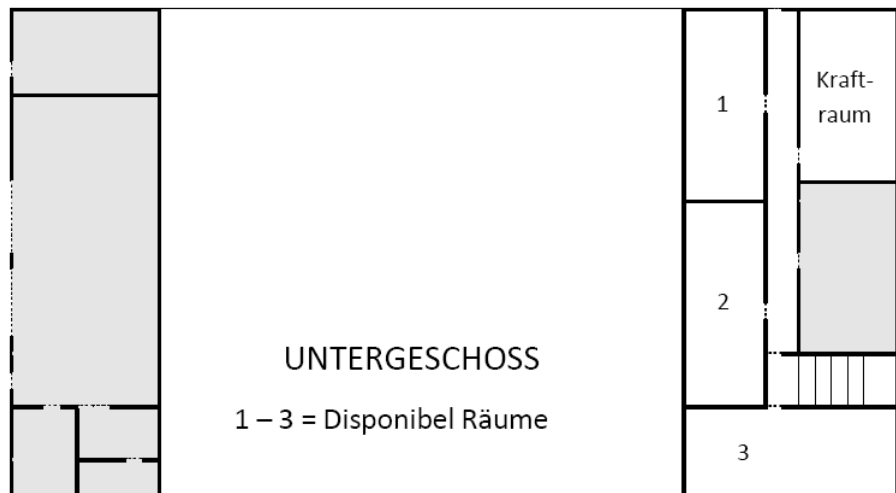 1
Kraft-
raum
2
UNTERGESCHOSS
1 – 3 = Disponibel Räume
3